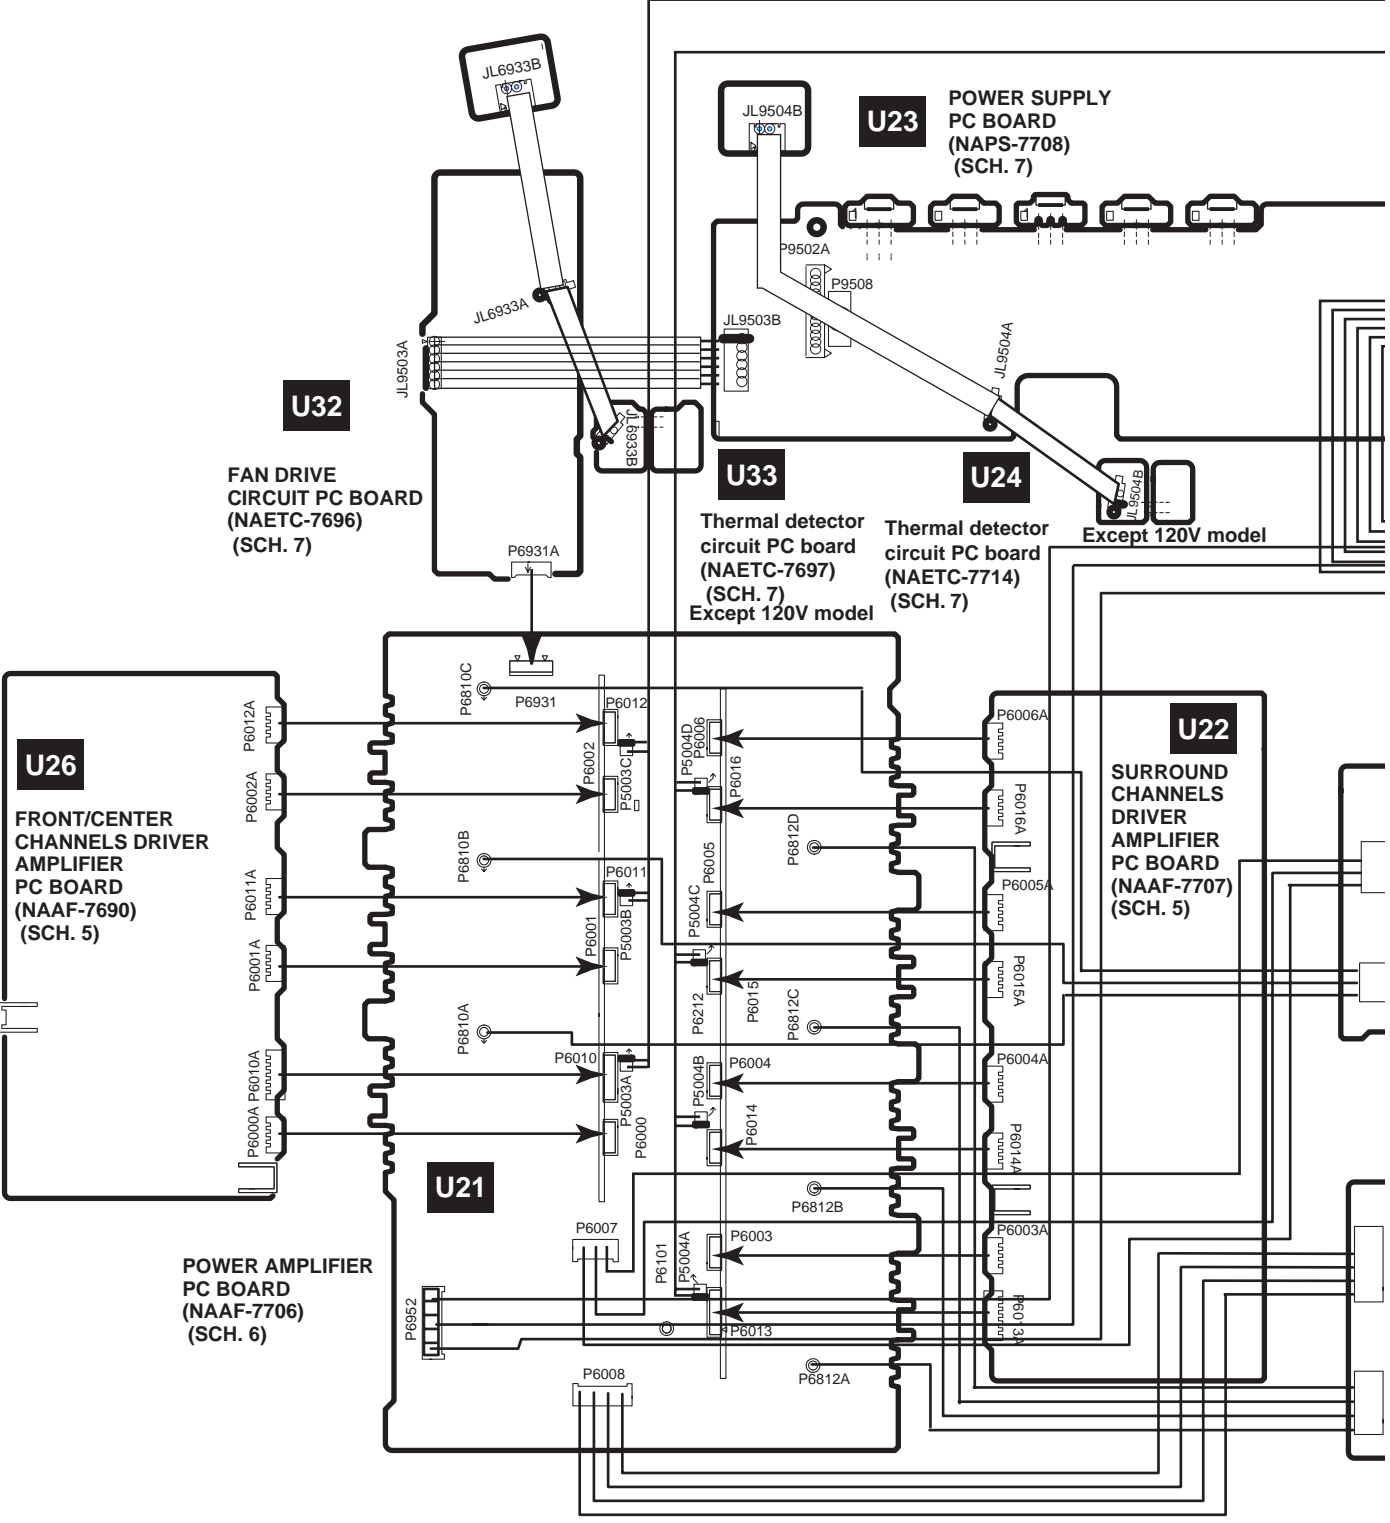 JL6933B
JL9504B
U23
POWER SUPPLY
PC BOARD
(NAPS-7708)
(SCH. 7)
P9502A
P9508
JL6933A
JL9503B
JL9504A
JL9503A
U32
JL6933B
FAN DRIVE
CIRCUIT PC BOARD
(NAETC-7696)
(SCH. 7)
U33
Thermal detector
circuit PC board
(NAETC-7697)
(SCH. 7)
Except 120V model
U24
Thermal detector
circuit PC board
(NAETC-7714)
(SCH. 7)
JL9504B
Except 120V model
P6931A
P6931
P6810C
P6012A
P6012
P5004D
P6006
P6006A
U22
SURROUND
CHANNELS
DRIVER
AMPLIFIER
PC BOARD
(NAAF-7707)
(SCH. 5)
U26
FRONT/CENTER
CHANNELS DRIVER
AMPLIFIER
PC BOARD
(NAAF-7690)
(SCH. 5)
P6002A
P6002
P5003C
P6016
P6016A
P6810B
P6812D
P6011A
P6011
P6005
P6005A
P5004C
P6001A
P6001
P5003B
P6015
P6015A
P6212
P6810A
P6812C
P6010A
P6010
P5003A
P5004B
P6004
P6004A
P6000A
P6000
P6014
P6014A
U21
P6812B
P6007
P6101
P5004A
P6003
P6003A
POWER AMPLIFIER
PC BOARD
(NAAF-7706)
(SCH. 6)
P6952
P6013
P6013A
P6008
P6812A